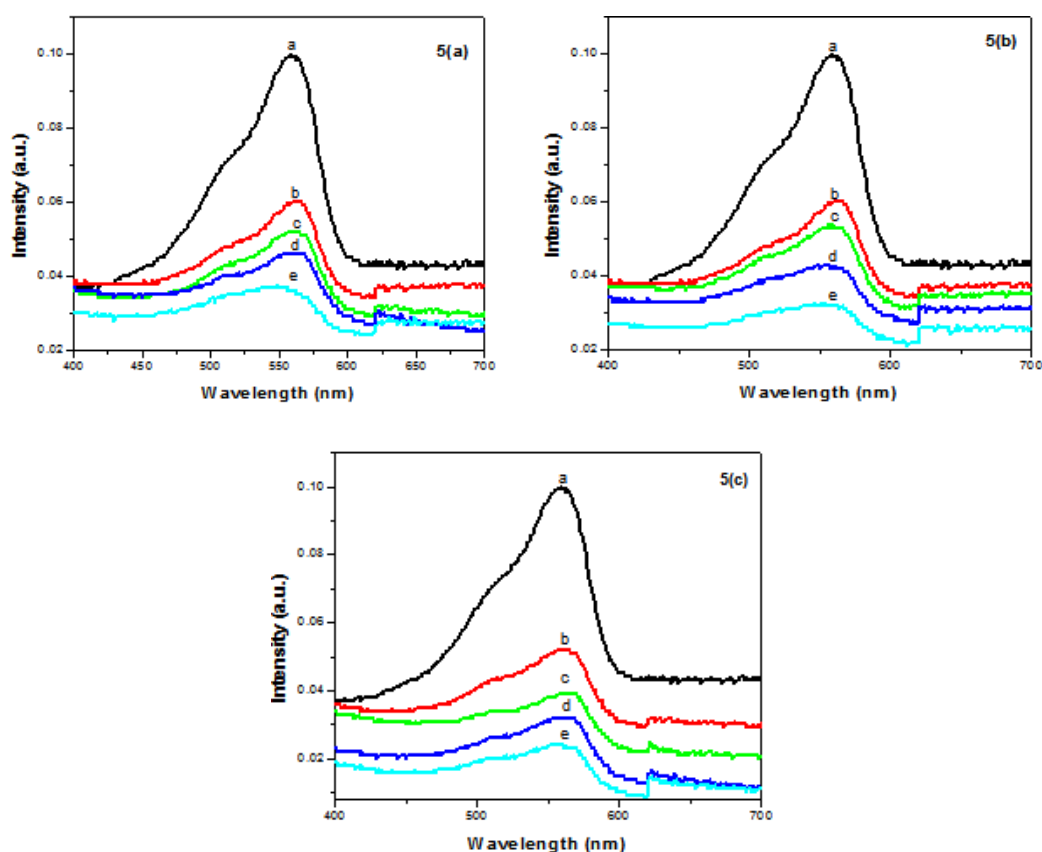 5(a)
a
b
c
d
e
0.10
0.08
0.06
0.04
0.02
Intensity (a.u.)
400 450 500 550 600 650 700
Wavelength (nm)
5(b)
a
b
c
d
e
0.10
0.08
0.06
0.04
0.02
Intensity (a.u.)
400 500 600 700
Wavelength (nm)
5(c)
a
b
c
d
e
0.10
0.08
0.06
0.04
0.02
Intensity (a.u.)
400 500 600 700
Wavelength (nm)